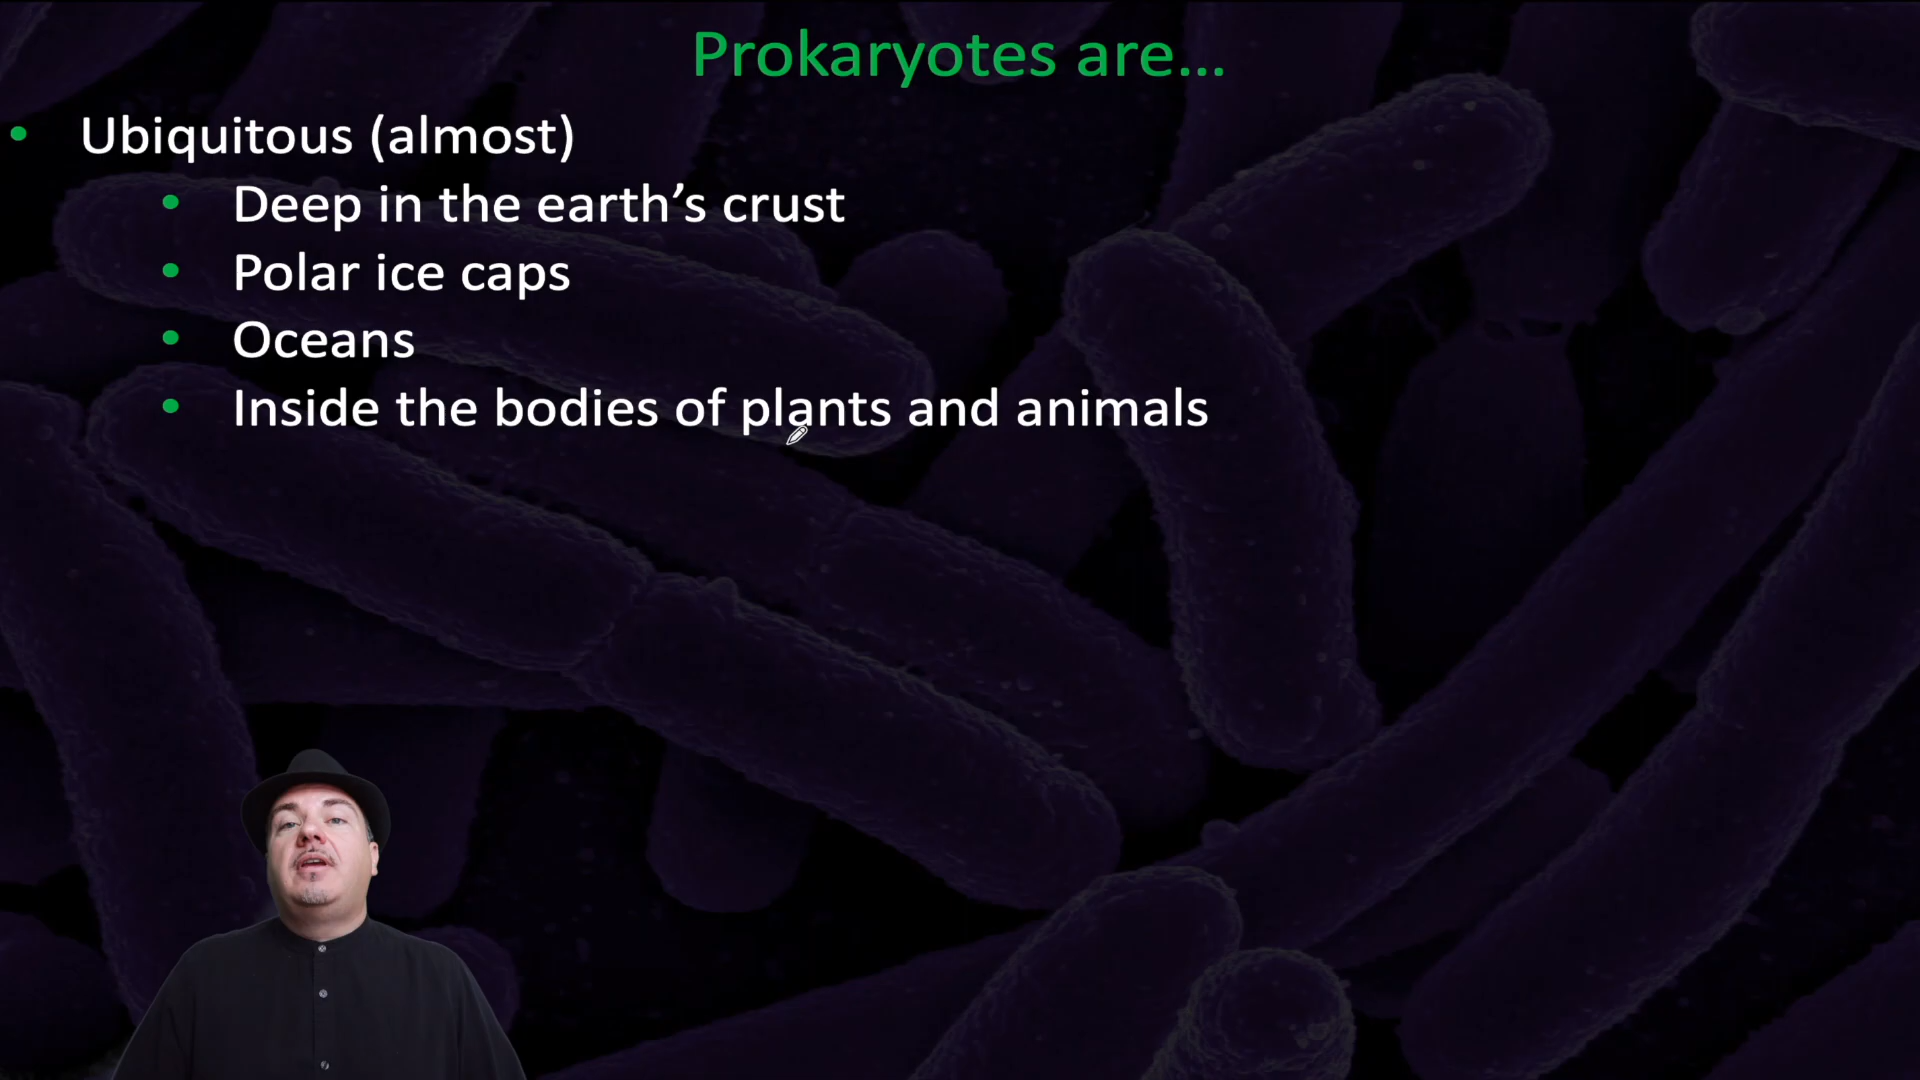 Prokaryotes are...
• Ubiquitous (almost)
• Deep in the earth’s crust
• Polar ice caps
• Oceans
• Inside the bodies of plants and animals